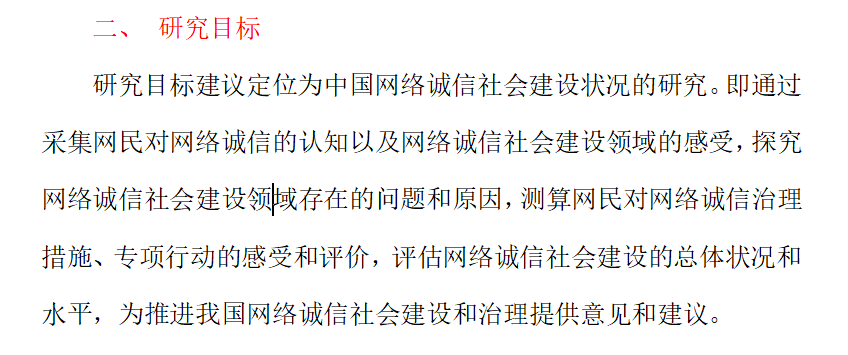 二、 研究目标
研究目标建议定位为中国网络诚信社会建设状况的研究。即通过
采集网民对网络诚信的认知以及网络诚信社会建设领域的感受，探究
网络诚信社会建设领域存在的问题和原因，测算网民对网络诚信治理
措施、专项行动的感受和评价，评估网络诚信社会建设的总体状况和
水平，为推进我国网络诚信社会建设和治理提供意见和建议。